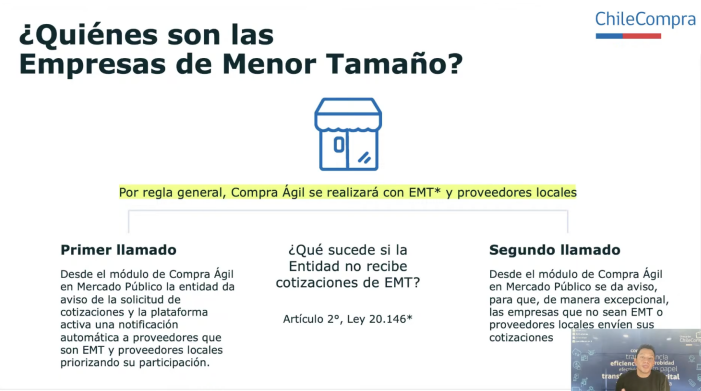 ¿Quiénes son las
Empresas de Menor Tamaño?
ChileCompra
Por regla general, Compra Ágil se realizará con EMT* y proveedores locales
Primer llamado
Desde el módulo de Compra Ágil
en Mercado Público la entidad da
aviso de la solicitud de
cotizaciones y la plataforma
activa una notificación
automática a proveedores que
son EMT y proveedores locales
priorizando su participación.
¿Qué sucede si la
Entidad no recibe
cotizaciones de EMT?
Artículo 2°, Ley 20.146*
Segundo llamado
Desde el módulo de Compra Ágil
en Mercado Público se da aviso,
para que, de manera excepcional,
las empresas que no sean EMT o
proveedores locales envíen sus
cotizaciones